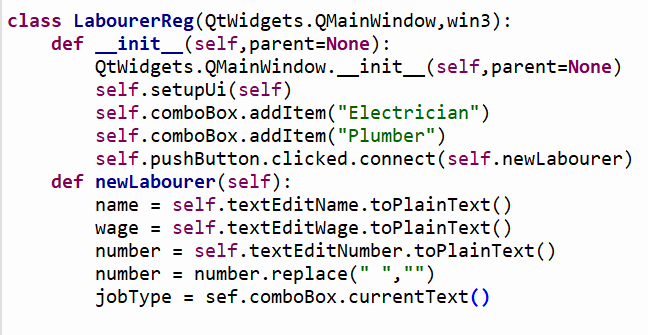 class LabourerReg(QtWidgets.QMainWindow,win3):
    def __init__(self,parent=None):
        QtWidgets.QMainWindow.__init__(self,parent=None)
        self.setupUi(self)
        self.comboBox.addItem("Electrician")
        self.comboBox.addItem("Plumber")
        self.pushButton.clicked.connect(self.newLabourer)
    def newLabourer(self):
        name = self.textEditName.toPlainText()
        wage = self.textEditWage.toPlainText()
        number = self.textEditNumber.toPlainText()
        number = number.replace(" ","")
        jobType = sef.comboBox.currentText()